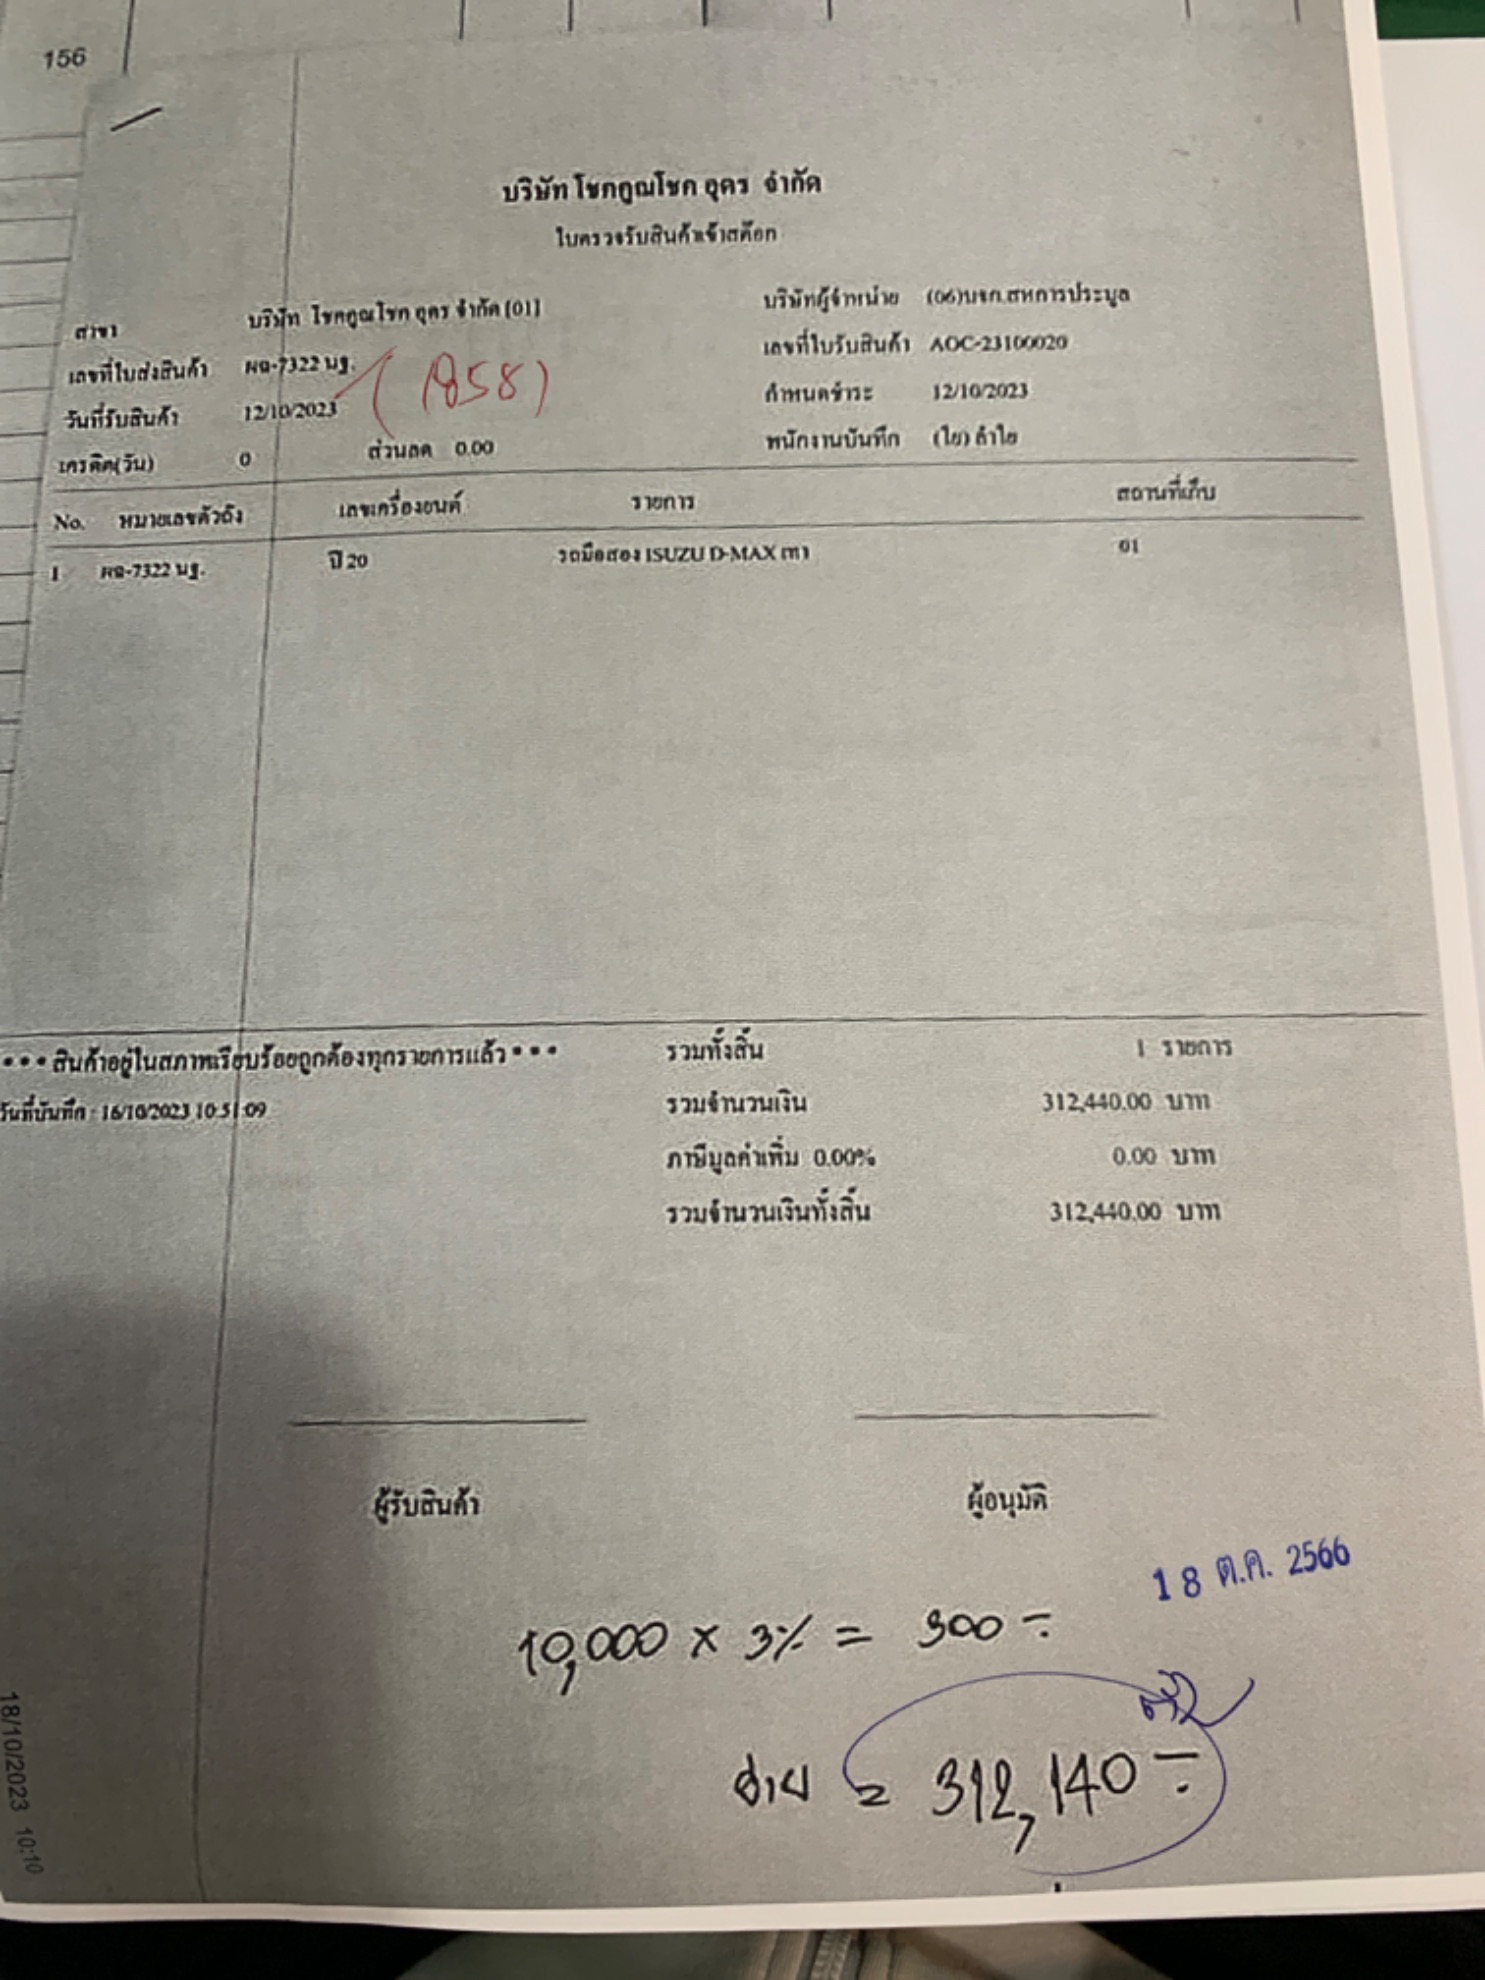 156
บริษัท โชคคูณโชค อุดร จำกัด
ใบตรวจรับสินค้าเข้าสต๊อก
สาขา บริษัท โชคคูณโชค อุดร จำกัด [01] บริษัทผู้จำหน่าย (06)บจก.สหการประมูล
เลขที่ใบส่งสินค้า ผฉ-7322 นฐ. เลขที่ใบรับสินค้า AOC-23100020
(1858)
วันที่รับสินค้า 12/10/2023 กำหนดชำระ 12/10/2023
เครดิต(วัน) 0 ส่วนลด 0.00 พนักงานบันทึก (ไย) ลำไย
No. หมายเลขตัวถัง เลขเครื่องยนต์ รายการ สถานที่เก็บ
1 ผฉ-7322 นฐ. ปี 20 รถมือสอง ISUZU D-MAX เทา 01
* * * สินค้าอยู่ในสภาพเรียบร้อยถูกต้องทุกรายการแล้ว * * * รวมทั้งสิ้น 1 รายการ
วันที่บันทึก : 16/10/2023 10:51:09 รวมจำนวนเงิน 312,440.00 บาท
ภาษีมูลค่าเพิ่ม 0.00% 0.00 บาท
รวมจำนวนเงินทั้งสิ้น 312,440.00 บาท
ผู้รับสินค้า ผู้อนุมัติ
18 ต.ค. 2566
10,000 x 3% = 300 -
จ่าย = 312,140 -
18/10/2023 10:10